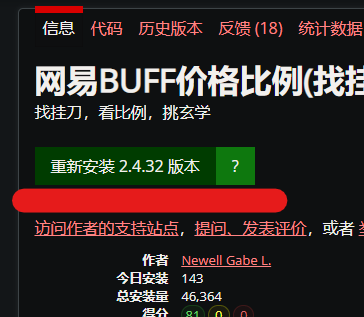 信息 代码 历史版本 反馈 (18) 统计数据
网易BUFF价格比例(找挂
找挂刀，看比例，挑玄学
重新安装 2.4.32 版本 ?
访问作者的支持站点，提问、发表评价，或者
作者 Newell Gabe L.
今日安装 143
总安装量 46,364
得分 81 0 0